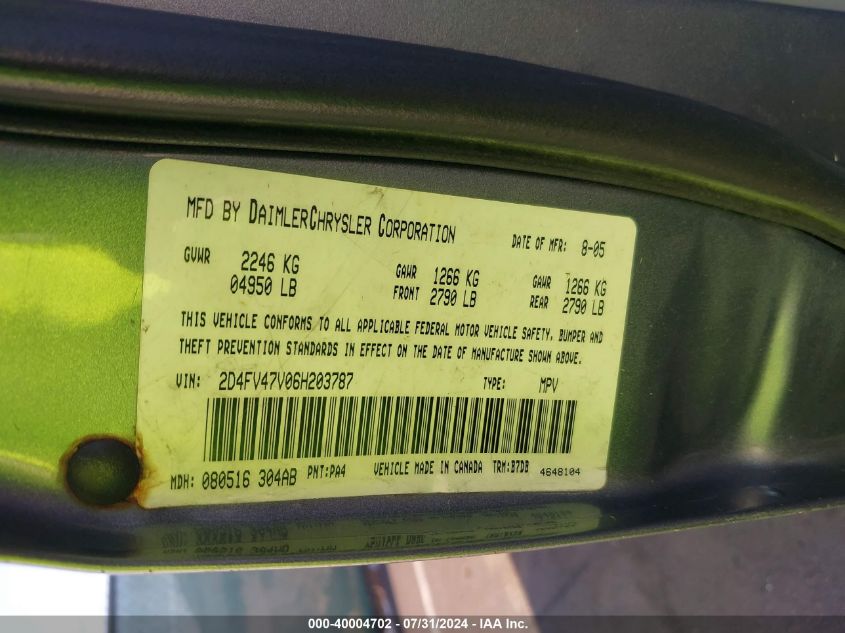 MFD BY DAIMLERCHRYSLER CORPORATION DATE OF MFR: 8-05
GVWR 2246 KG GAWR 1266 KG GAWR 1266 KG
04950 LB FRONT 2790 LB REAR 2790 LB
THIS VEHICLE CONFORMS TO ALL APPLICABLE FEDERAL MOTOR VEHICLE SAFETY, BUMPER AND
THEFT PREVENTION STANDARDS IN EFFECT ON THE DATE OF MANUFACTURE SHOWN ABOVE.
VIN: 2D4FV47V06H203787 TYPE: MPV
MDH: 080516 304AB PNT:PA4 VEHICLE MADE IN CANADA TRM:B7DB 4648104
000-40004702 - 07/31/2024 - IAA Inc.